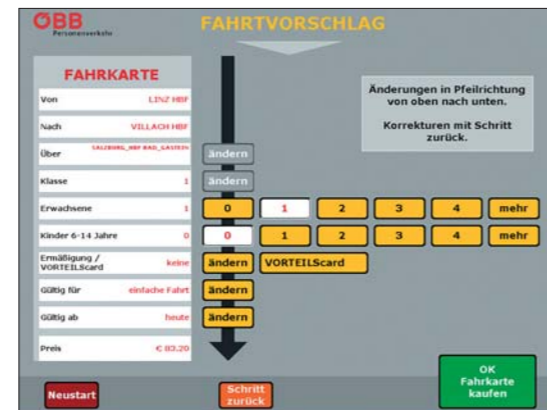 ÖBB
Personenverkehr
FAHRTVORSCHLAG
FAHRKARTE
Von LINZ HBF
Nach VILLACH HBF
Über SALZBURG_HBF BAD_GASTEIN
ändern
Klasse 1
ändern
Erwachsene 1
0 1 2 3 4 mehr
Kinder 6-14 Jahre 0
0 1 2 3 4 mehr
Ermäßigung /
VORTEILScard keine
ändern VORTEILScard
Gültig für einfache Fahrt
ändern
Gültig ab heute
ändern
Preis € 83.20
Änderungen in Pfeilrichtung
von oben nach unten.
Korrekturen mit Schritt
zurück.
Neustart
Schritt
zurück
OK
Fahrkarte
kaufen